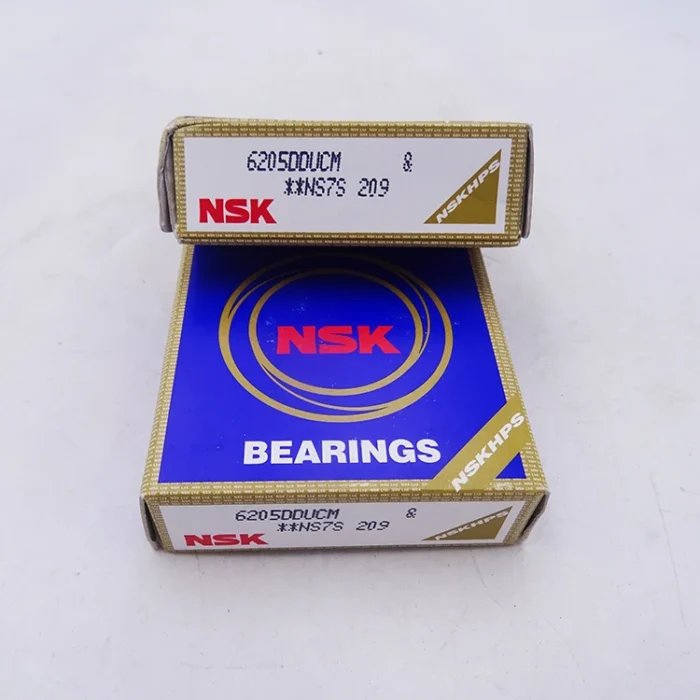 6205DDUCM &
**NS7S 209
NSK
NSKHPS
NSK
BEARINGS
NSKHPS
6205DDUCM &
**NS7S 209
NSK
NSKHPS